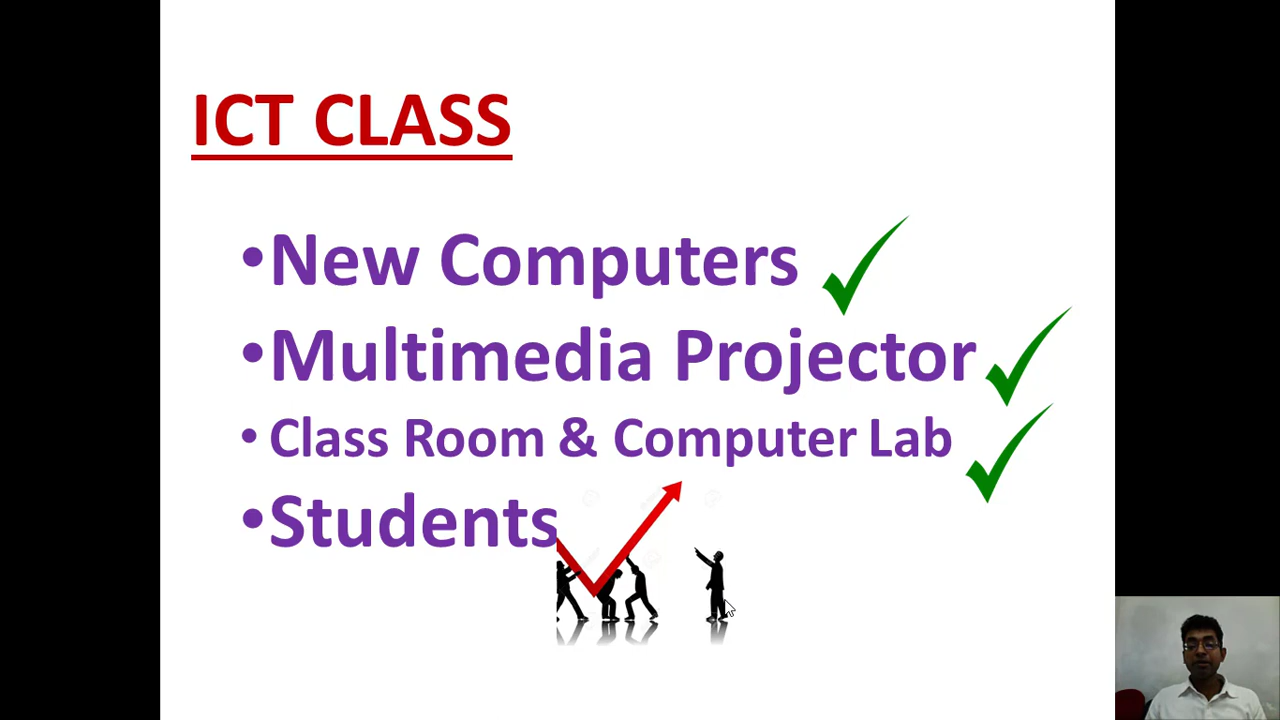 ICT CLASS
•New Computers
•Multimedia Projector
• Class Room & Computer Lab
•Students